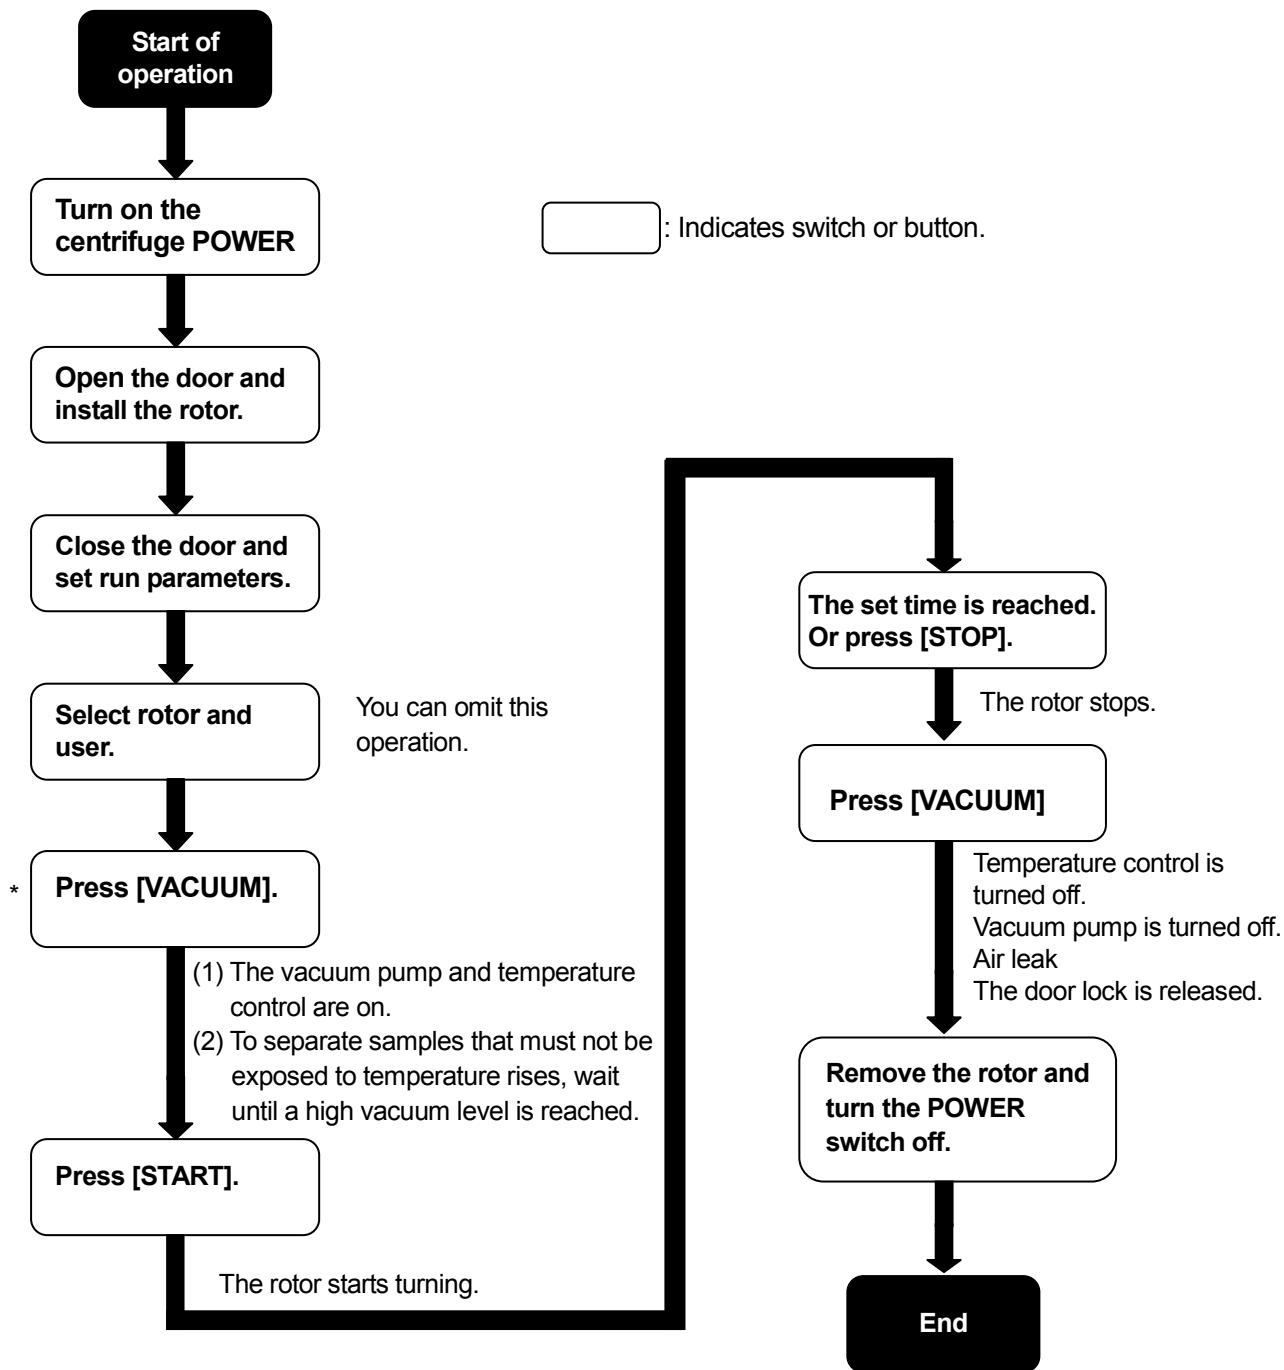 Start of
operation
Turn on the
centrifuge POWER
: Indicates switch or button.
Open the door and
install the rotor.
Close the door and
set run parameters.
Select rotor and
user.
You can omit this
operation.
*
Press [VACUUM].
(1) The vacuum pump and temperature
control are on.
(2) To separate samples that must not be
exposed to temperature rises, wait
until a high vacuum level is reached.
Press [START].
The rotor starts turning.
The set time is reached.
Or press [STOP].
The rotor stops.
Press [VACUUM]
Temperature control is
turned off.
Vacuum pump is turned off.
Air leak
The door lock is released.
Remove the rotor and
turn the POWER
switch off.
End